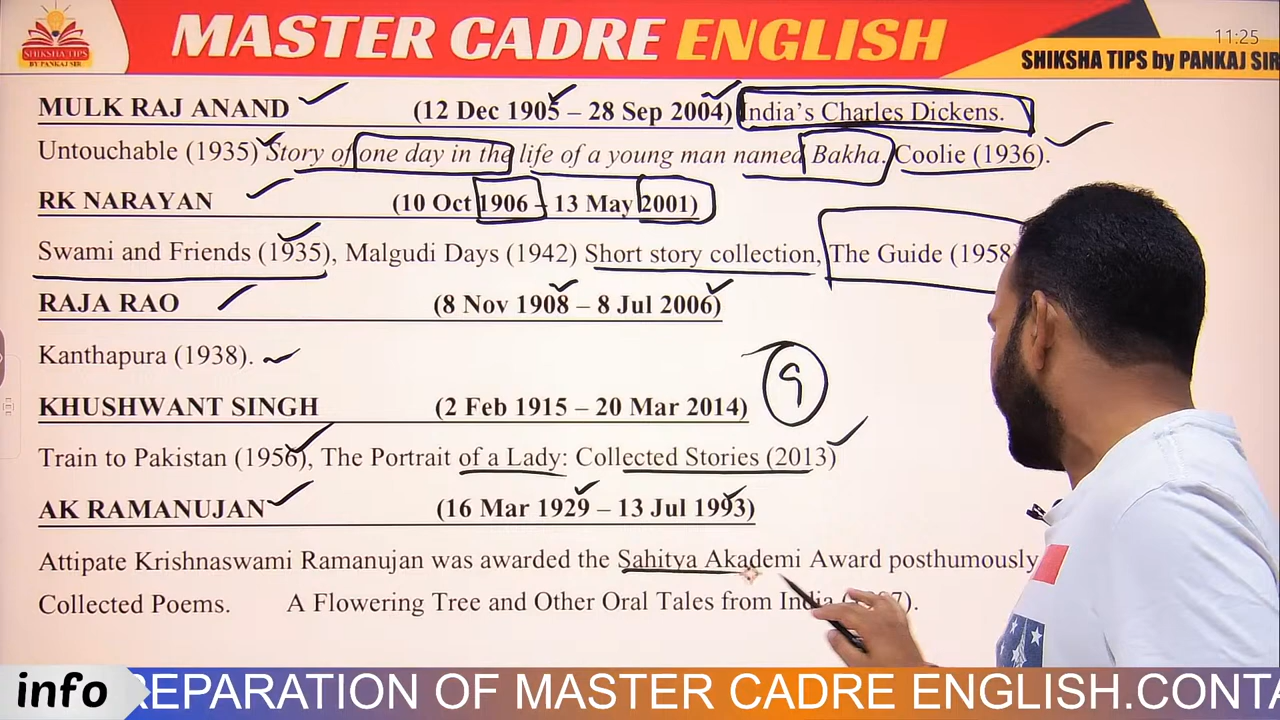 SHIKSHA TIPS
BY PANKAJ SIR
MASTER CADRE ENGLISH
11:25
SHIKSHA TIPS by PANKAJ SIR
MULK RAJ ANAND (12 Dec 1905 – 28 Sep 2004) India's Charles Dickens.
Untouchable (1935) Story of one day in the life of a young man named Bakha. Coolie (1936).
RK NARAYAN (10 Oct 1906 - 13 May 2001)
Swami and Friends (1935), Malgudi Days (1942) Short story collection, The Guide (1958
RAJA RAO (8 Nov 1908 – 8 Jul 2006)
Kanthapura (1938).
9
KHUSHWANT SINGH (2 Feb 1915 – 20 Mar 2014)
Train to Pakistan (1956), The Portrait of a Lady: Collected Stories (2013)
AK RAMANUJAN (16 Mar 1929 – 13 Jul 1993)
Attipate Krishnaswami Ramanujan was awarded the Sahitya Akademi Award posthumously
Collected Poems. A Flowering Tree and Other Oral Tales from India
info REPARATION OF MASTER CADRE ENGLISH.CONTA